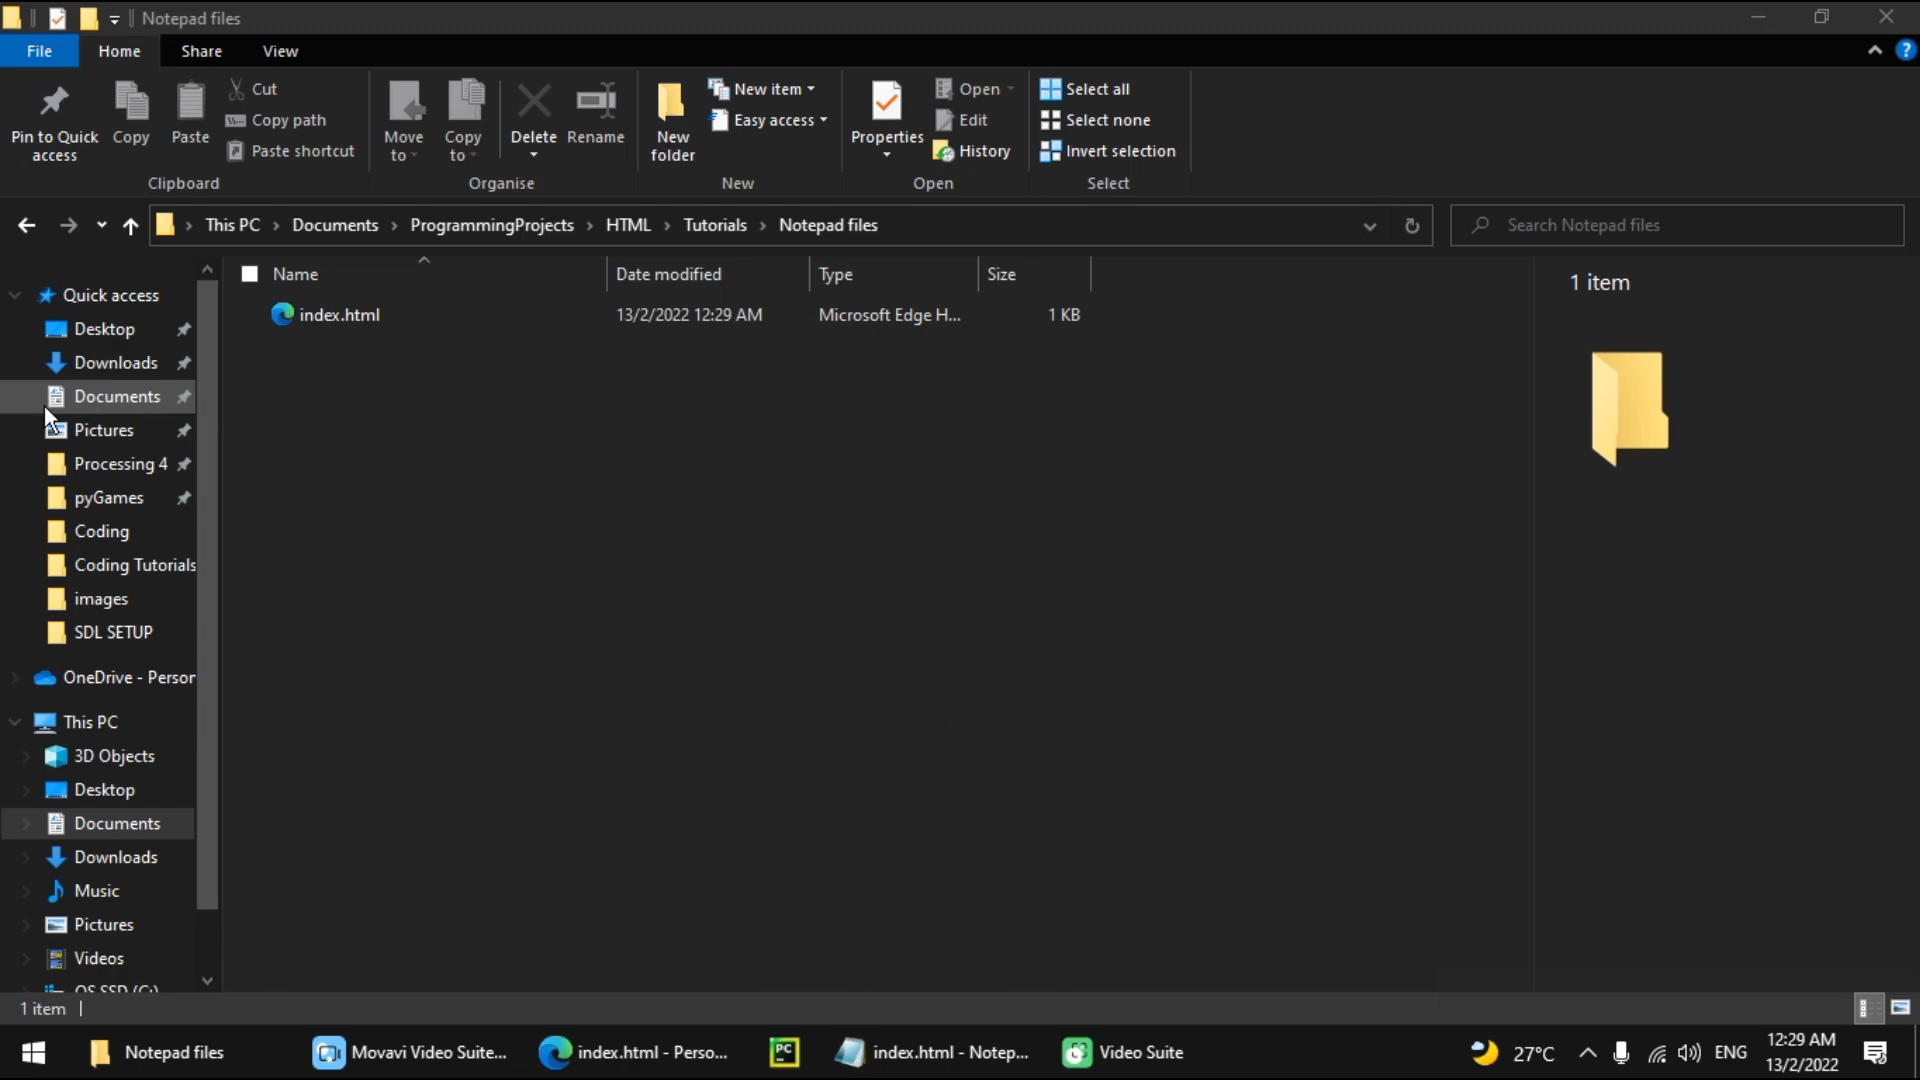 Notepad files
File
Home
Share
View
Pin to Quick
access
Copy
Paste
Cut
Copy path
Paste shortcut
Clipboard
Move
to
Copy
to
Delete
Rename
Organise
New
folder
New item
Easy access
New
Properties
Open
Edit
History
Open
Select all
Select none
Invert selection
Select
This PC
Documents
ProgrammingProjects
HTML
Tutorials
Notepad files
Search Notepad files
Name
Date modified
Type
Size
index.html
13/2/2022 12:29 AM
Microsoft Edge H...
1 KB
1 item
Quick access
Desktop
Downloads
Documents
Pictures
Processing 4
pyGames
Coding
Coding Tutorials
images
SDL SETUP
OneDrive - Person
This PC
3D Objects
Desktop
Documents
Downloads
Music
Pictures
Videos
OS SSD (C:)
1 item
Notepad files
Movavi Video Suite...
index.html - Perso...
PC
index.html - Notep...
Video Suite
27°C
ENG
12:29 AM
13/2/2022